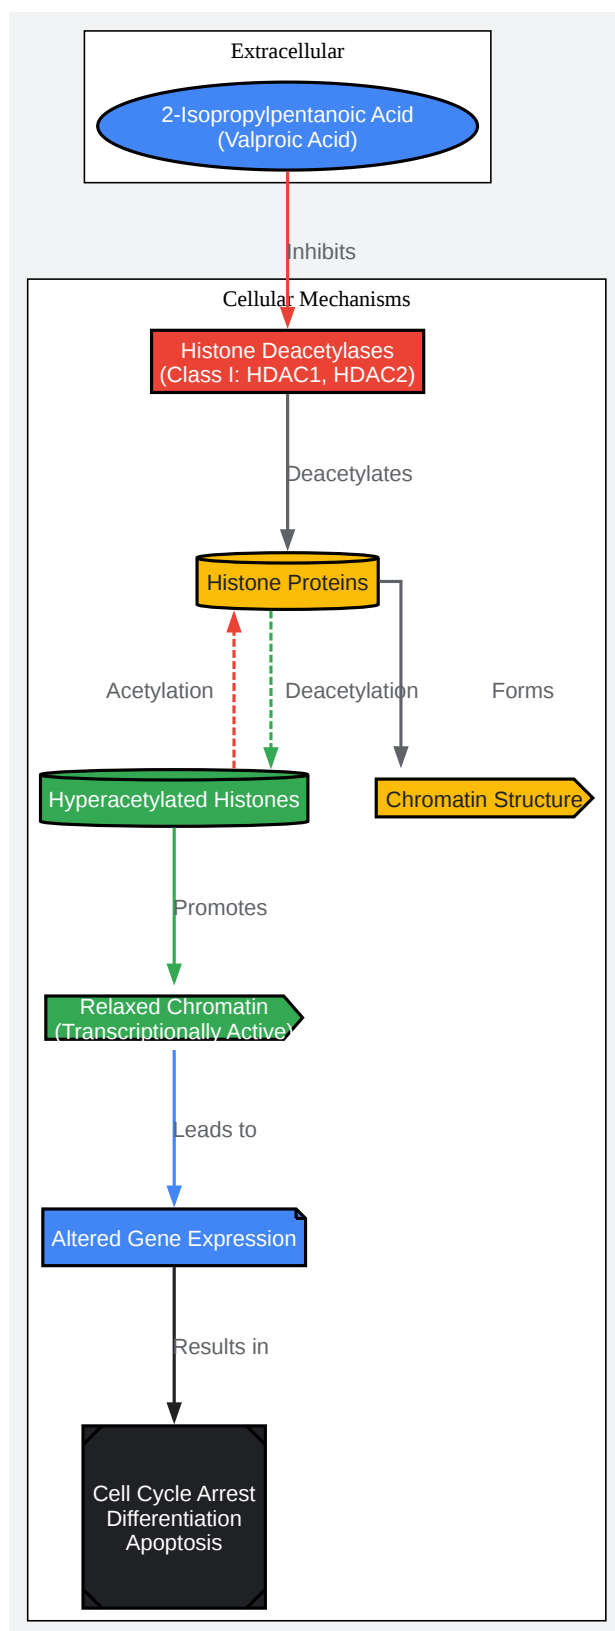 Extracellular
2-Isopropylpentanoic Acid
(Valproic Acid)
Inhibits
Cellular Mechanisms
Histone Deacetylases
(Class I: HDAC1, HDAC2)
Deacetylates
Histone Proteins
Acetylation
Deacetylation
Forms
Hyperacetylated Histones
Chromatin Structure
Promotes
Relaxed Chromatin
(Transcriptionally Active)
Leads to
Altered Gene Expression
Results in
Cell Cycle Arrest
Differentiation
Apoptosis